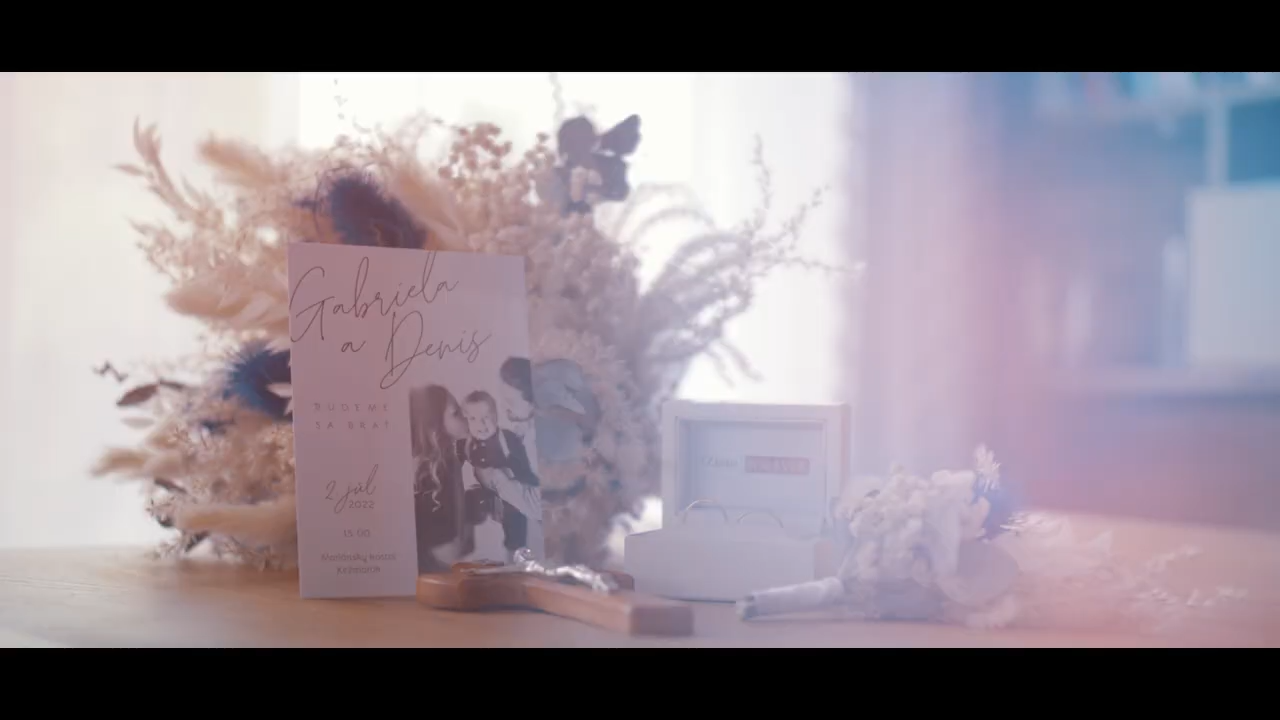 Gabriela
a Denis
BUDEME
SA BRAŤ
2. júl
2022
15:00
Mariánsky kostol
Kežmarok